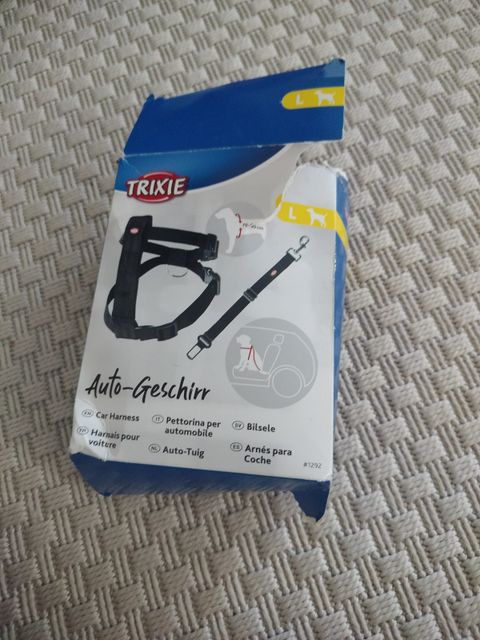 L
TRIXIE
L
Auto-Geschirr
EN Car Harness
FR Harnais pour
voiture
IT Pettorina per
automobile
NL Auto-Tuig
SV Bilsele
ES Arnés para
Coche
#1292